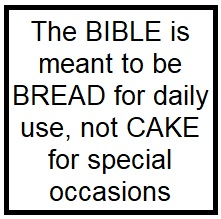 The BIBLE is
meant to be
BREAD for daily
use, not CAKE
for special
occasions